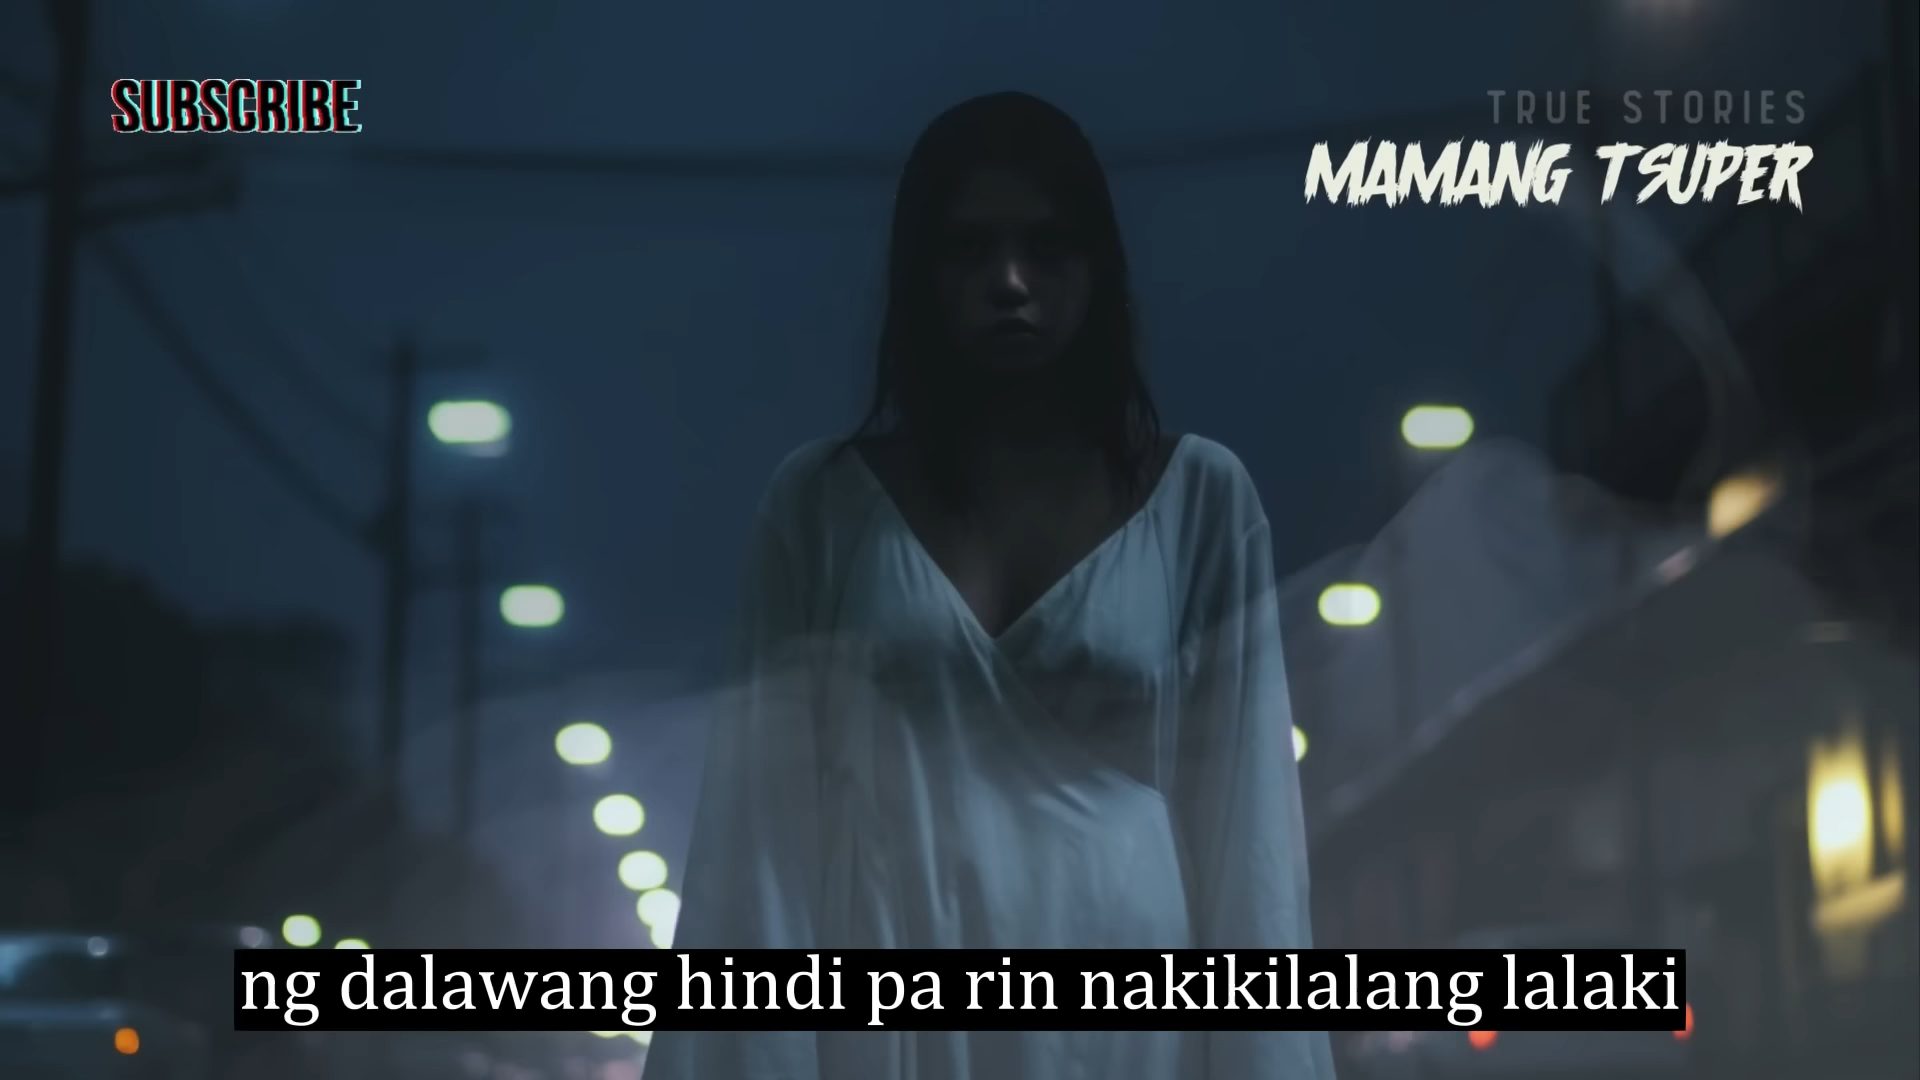 SUBSCRIBE
TRUE STORIES
MAMANG TSUPER
ng dalawang hindi pa rin nakikilalang lalaki